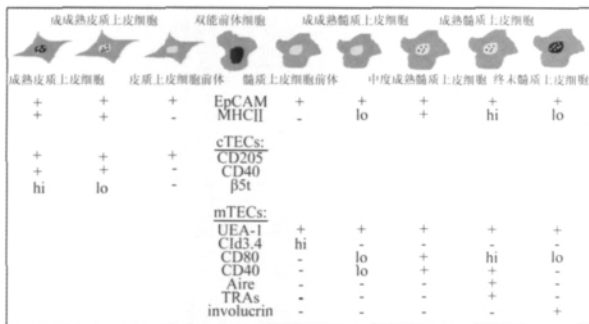 成成熟皮质上皮细胞 双能前体细胞 成成熟髓质上皮细胞 成熟髓质上皮细胞
成熟皮质上皮细胞 皮质上皮细胞前体 髓质上皮细胞前体 中度成熟髓质上皮细胞 终末髓质上皮细胞
+ + + EpCAM + + + + +
+ + - MHCII - lo + hi lo
cTECs:
+ + + CD205
+ + - CD40
hi lo - β5t
mTECs:
UEA-1 + + + + +
Cld3.4 hi - - - -
CD80 - lo + hi lo
CD40 - lo + + -
Aire - - - + -
TRAs - - - + -
involucrin - - - - +